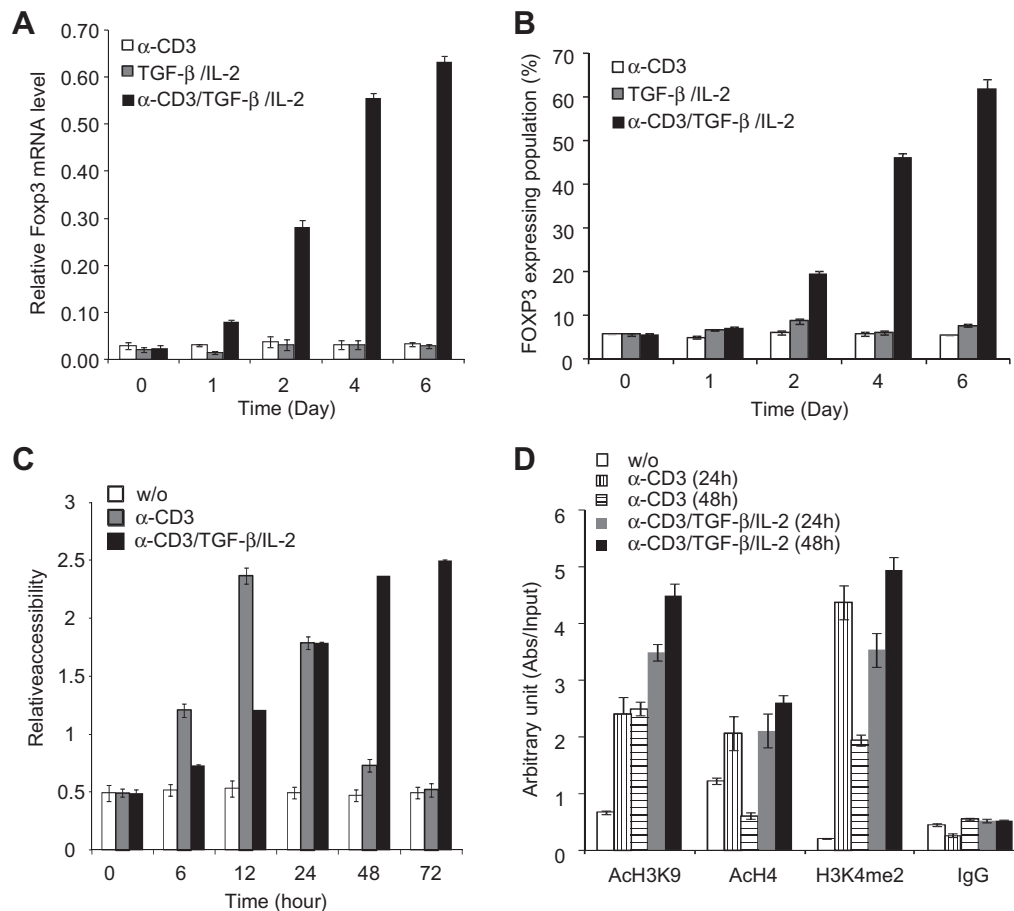 A
α-CD3
TGF-β /IL-2
α-CD3/TGF-β /IL-2
Relative Foxp3 mRNA level
0.70
0.60
0.50
0.40
0.30
0.20
0.10
0.00
0 1 2 4 6
Time (Day)
B
α-CD3
TGF-β /IL-2
α-CD3/TGF-β /IL-2
FOXP3 expressing population (%)
70
60
50
40
30
20
10
0
0 1 2 4 6
Time (Day)
C
w/o
α-CD3
α-CD3/TGF-β/IL-2
Relativeaccessibility
3
2.5
2
1.5
1
0.5
0
0 6 12 24 48 72
Time (hour)
D
w/o
α-CD3 (24h)
α-CD3 (48h)
α-CD3/TGF-β/IL-2 (24h)
α-CD3/TGF-β/IL-2 (48h)
Arbitrary unit (Abs/Input)
6
5
4
3
2
1
0
AcH3K9 AcH4 H3K4me2 IgG